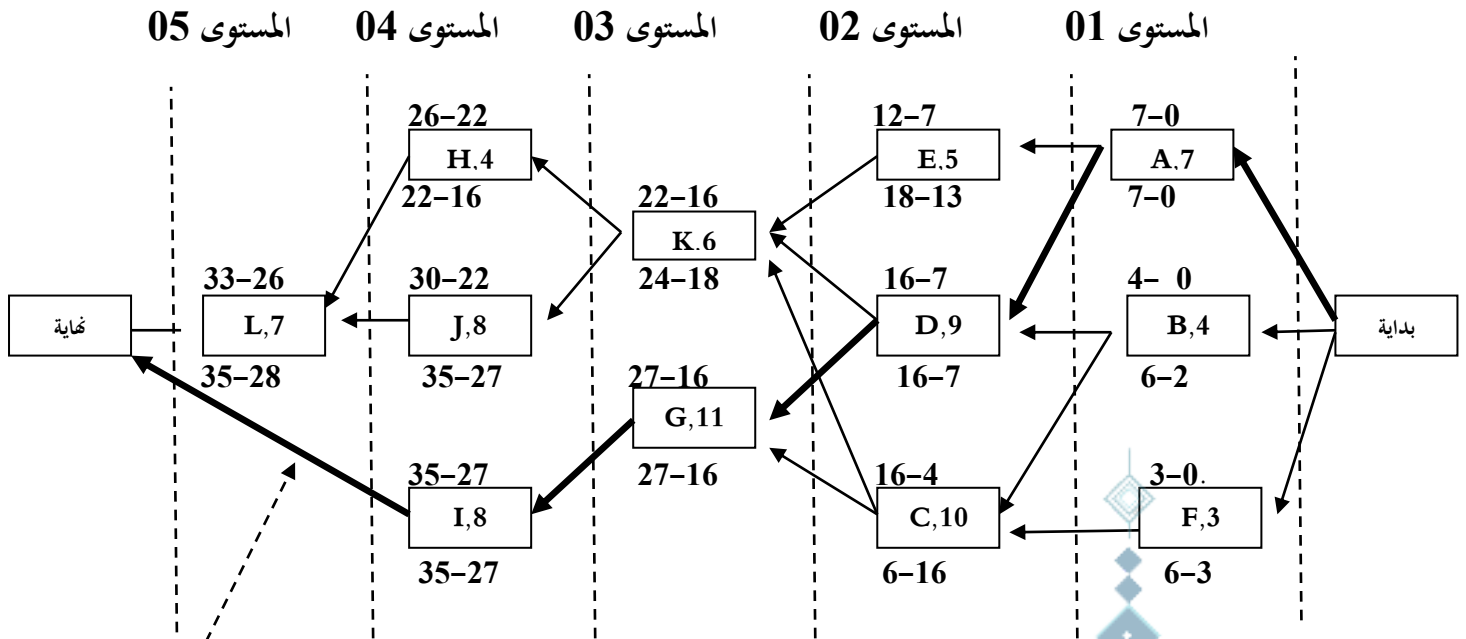 المستوى 01 المستوى 02 المستوى 03 المستوى 04 المستوى 05
7-0 12-7 26-22
A,7 E,5 H,4
7-0 18-13 22-16
22-16
K,6
24-18
4- 0 16-7 30-22 33-26
بداية B,4 D,9 J,8 L,7 نهاية
6-2 16-7 35-27 35-28
27-16
G,11
27-16
3-0. 16-4 35-27
F,3 C,10 I,8
6-3 6-16 35-27